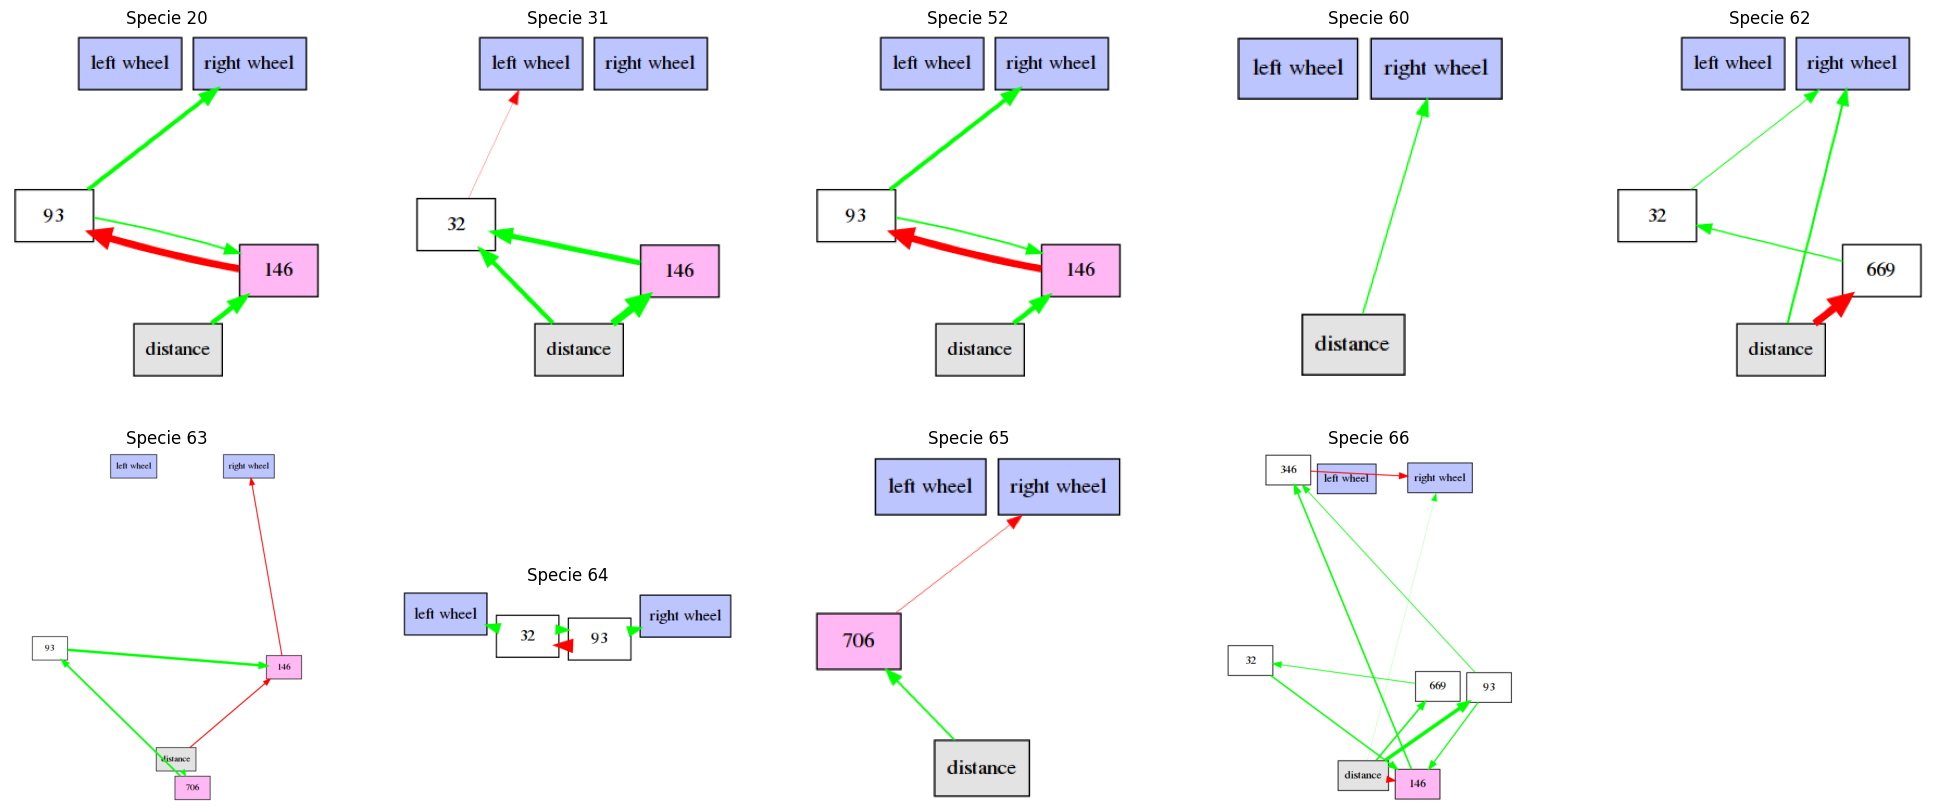 Specie 20
left wheel
right wheel
93
146
distance
Specie 31
left wheel
right wheel
32
146
distance
Specie 52
left wheel
right wheel
93
146
distance
Specie 60
left wheel
right wheel
distance
Specie 62
left wheel
right wheel
32
669
distance
Specie 63
left wheel
right wheel
93
146
distance
706
Specie 64
left wheel
32
93
right wheel
Specie 65
left wheel
right wheel
706
distance
Specie 66
346
left wheel
right wheel
32
669
93
distance
146